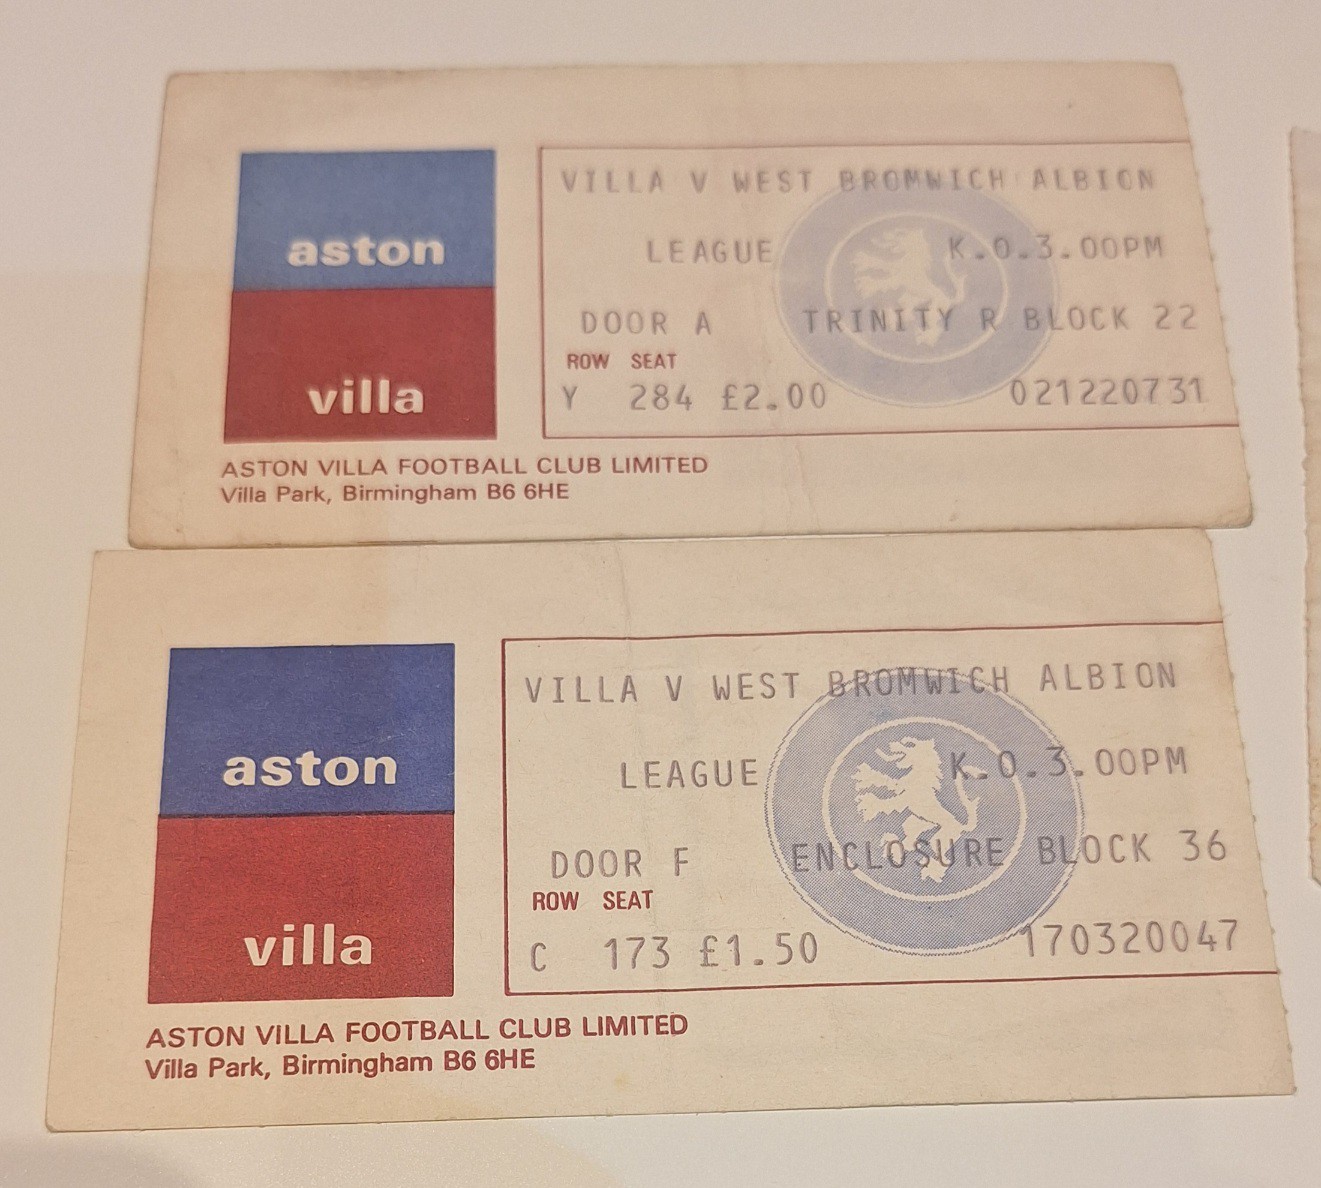 aston
villa
VILLA V WEST BROMWICH ALBION
LEAGUE K.O.3.00PM
DOOR A TRINITY R BLOCK 22
ROW SEAT
Y 284 £2.00 021220731
ASTON VILLA FOOTBALL CLUB LIMITED
Villa Park, Birmingham B6 6HE
aston
villa
VILLA V WEST BROMWICH ALBION
LEAGUE K.O.3.00PM
DOOR F ENCLOSURE BLOCK 36
ROW SEAT
C 173 £1.50 170320047
ASTON VILLA FOOTBALL CLUB LIMITED
Villa Park, Birmingham B6 6HE